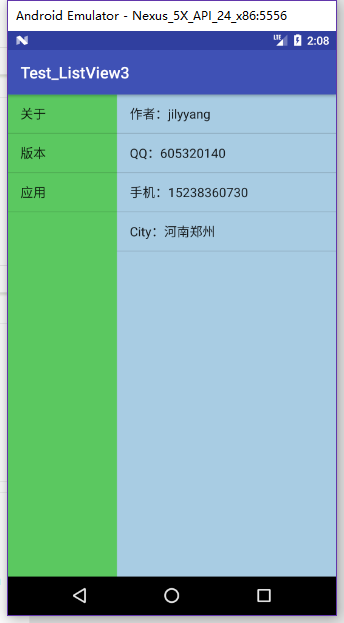 Android Emulator - Nexus_5X_API_24_x86:5556
LTE 2:08
Test_ListView3
关于
作者：jilyyang
版本
QQ：605320140
应用
手机：15238360730
City：河南郑州